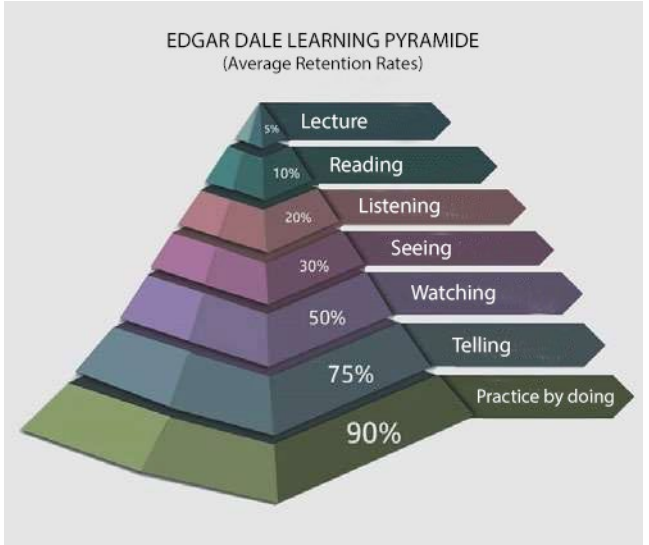 EDGAR DALE LEARNING PYRAMIDE
(Average Retention Rates)
5% Lecture
10% Reading
20% Listening
30% Seeing
50% Watching
75% Telling
90% Practice by doing